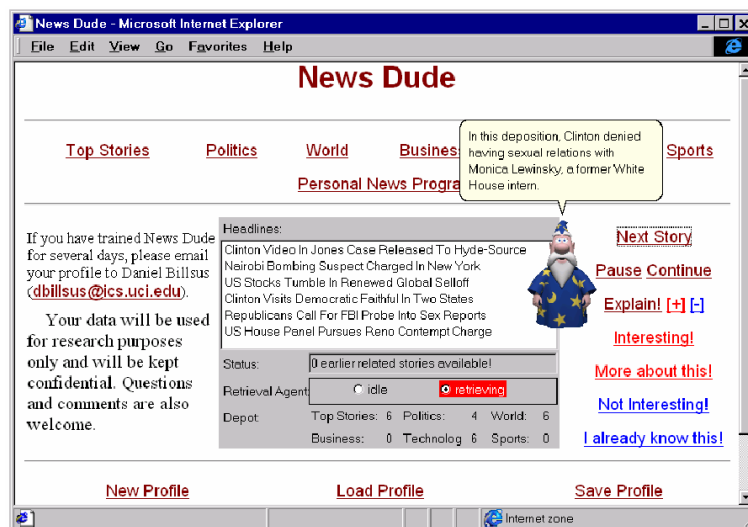 News Dude - Microsoft Internet Explorer
File Edit View Go Favorites Help
News Dude
Top Stories Politics World Busines Sports
Personal News Progra
In this deposition, Clinton denied
having sexual relations with
Monica Lewinsky, a former White
House intern.
If you have trained News Dude
for several days, please email
your profile to Daniel Billsus
(dbillsus@ics.uci.edu).
Your data will be used
for research purposes
only and will be kept
confidential. Questions
and comments are also
welcome.
Headlines:
Clinton Video In Jones Case Released To Hyde-Source
Nairobi Bombing Suspect Charged In New York
US Stocks Tumble In Renewed Global Selloff
Clinton Visits Democratic Faithful In Two States
Republicans Call For FBI Probe Into Sex Reports
US House Panel Pursues Reno Contempt Charge
Status: 0 earlier related stories available!
Retrieval Agent idle retrieving
Depot: Top Stories: 6 Politics: 4 World: 6
Business: 0 Technolog 6 Sports: 0
Next Story
Pause Continue
Explain! [+] [-]
Interesting!
More about this!
Not Interesting!
I already know this!
New Profile Load Profile Save Profile
Internet zone